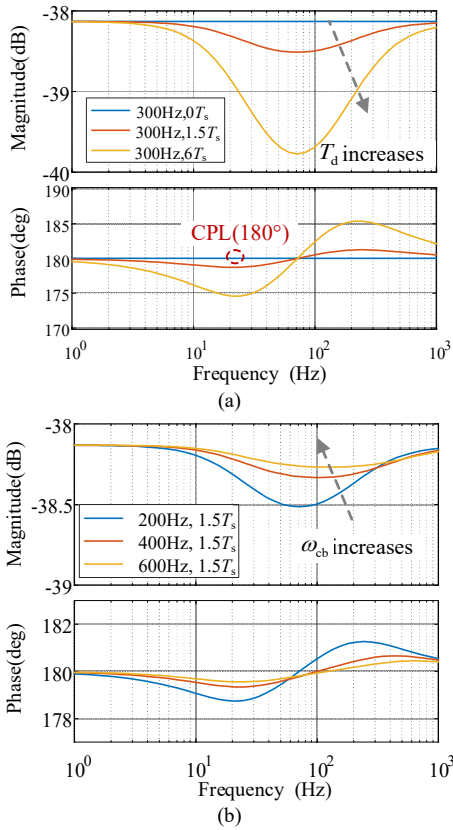 -38
-39
-40
Magnitude(dB)
300Hz,0Ts
300Hz,1.5Ts
300Hz,6Ts
Td increases
190
185
180
175
170
Phase(deg)
CPL(180°)
10^0
10^1
10^2
10^3
Frequency (Hz)
(a)
-38
-38.5
-39
Magnitude(dB)
200Hz, 1.5Ts
400Hz, 1.5Ts
600Hz, 1.5Ts
ωcb increases
182
180
178
Phase(deg)
10^0
10^1
10^2
10^3
Frequency (Hz)
(b)